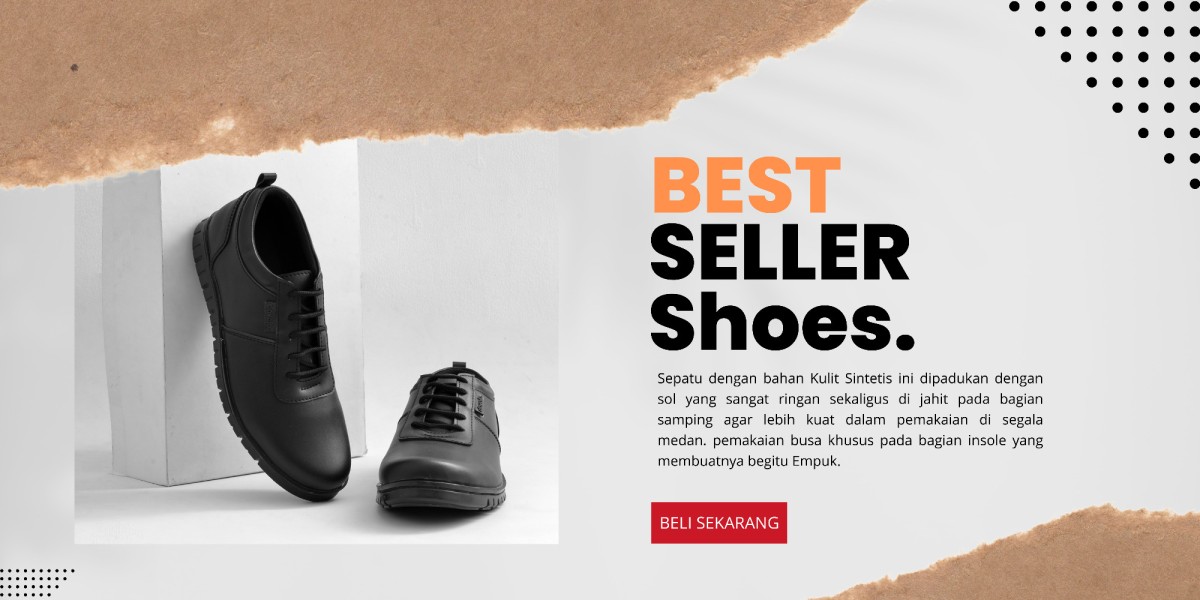 BEST
SELLER
Shoes.
Sepatu dengan bahan Kulit Sintetis ini dipadukan dengan
sol yang sangat ringan sekaligus di jahit pada bagian
samping agar lebih kuat dalam pemakaian di segala
medan. pemakaian busa khusus pada bagian insole yang
membuatnya begitu Empuk.
BELI SEKARANG